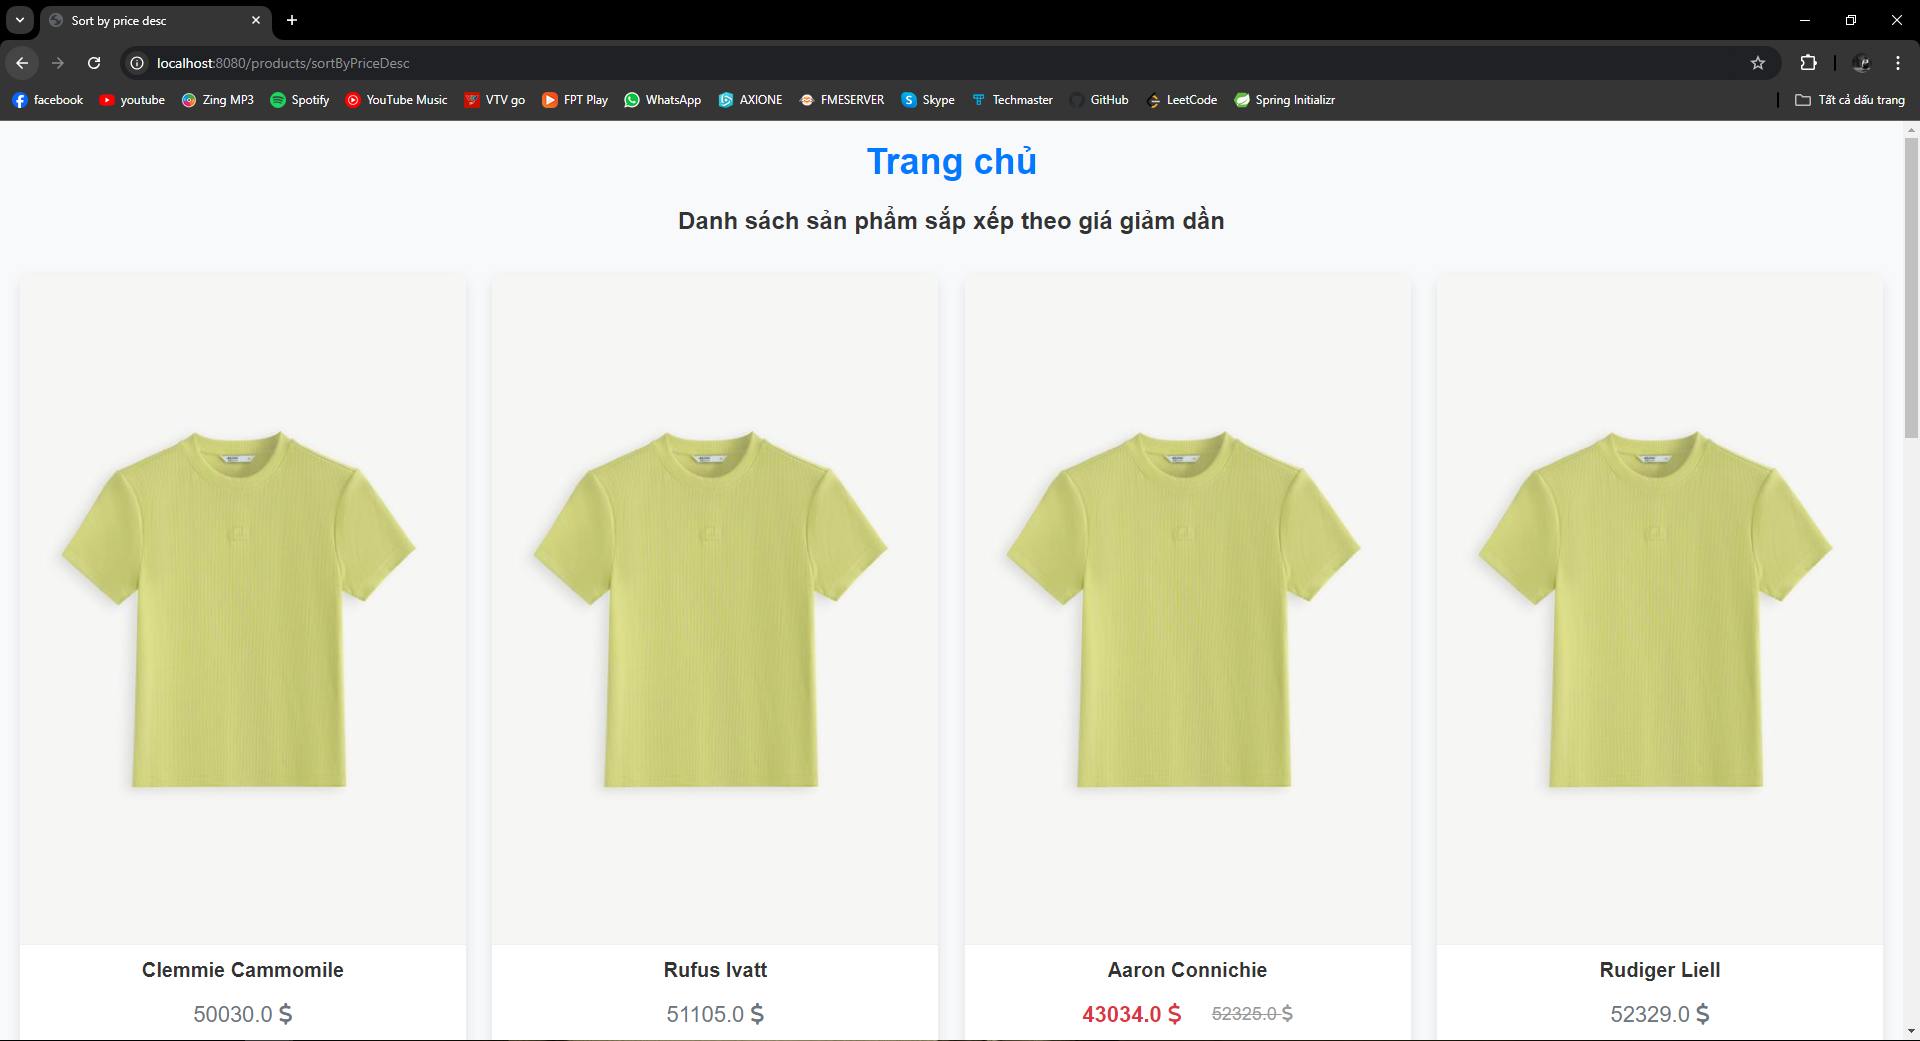 Sort by price desc
localhost:8080/products/sortByPriceDesc
facebook youtube Zing MP3 Spotify YouTube Music VTV go FPT Play WhatsApp AXIONE FMESERVER Skype Techmaster GitHub LeetCode Spring Initializr Tất cả dấu trang
Trang chủ
Danh sách sản phẩm sắp xếp theo giá giảm dần
Clemmie Cammomile
50030.0 $
Rufus Ivatt
51105.0 $
Aaron Connichie
43034.0 $ 52325.0 $
Rudiger Liell
52329.0 $